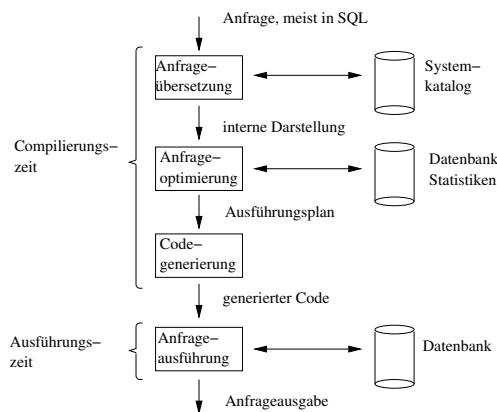 Anfrage, meist in SQL
Anfrage-
übersetzung
System-
katalog
interne Darstellung
Compilierungs-
zeit
Anfrage-
optimierung
Datenbank
Statistiken
Ausführungsplan
Code-
generierung
generierter Code
Ausführungs-
zeit
Anfrage-
ausführung
Datenbank
Anfrageausgabe